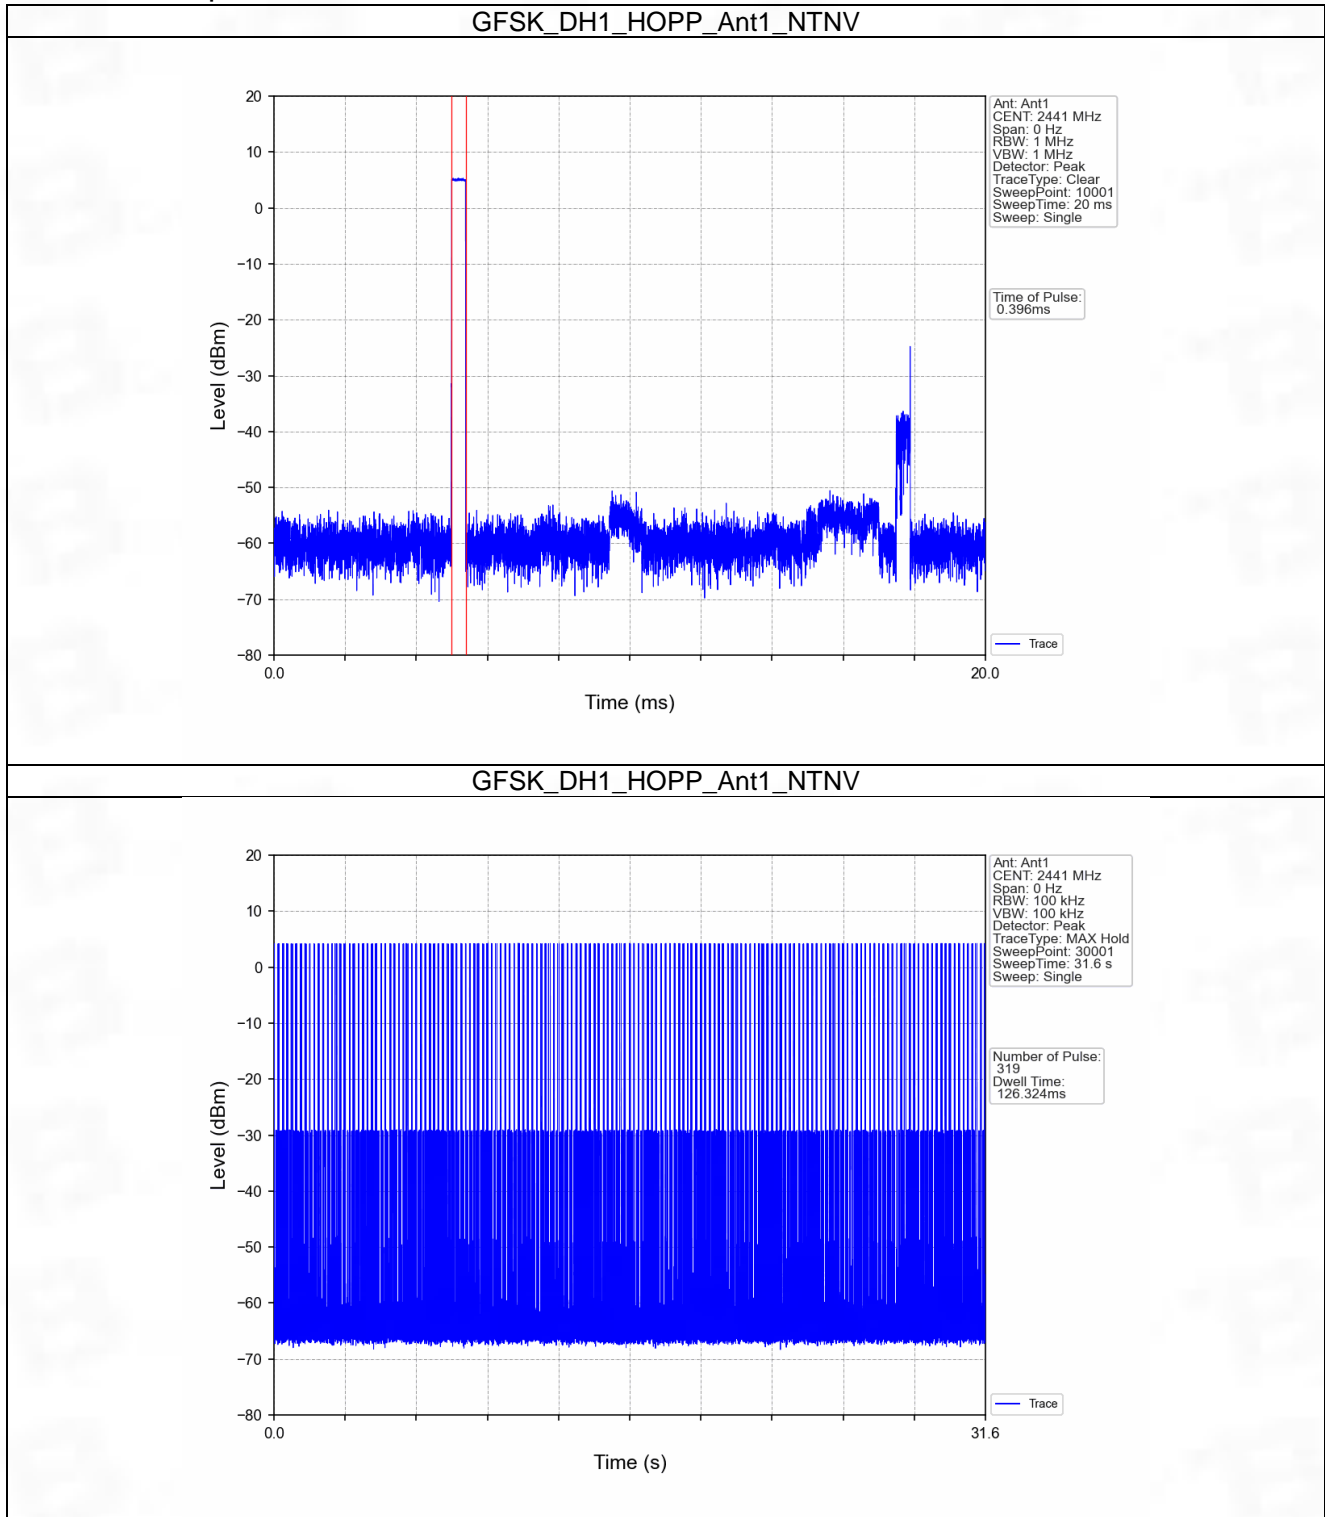 GFSK_DH1_HOPP_Ant1_NTNV
20
10
0
−10
−20
−30
−40
−50
−60
−70
−80
Level (dBm)
0.0
20.0
Time (ms)
Ant: Ant1
CENT: 2441 MHz
Span: 0 Hz
RBW: 1 MHz
VBW: 1 MHz
Detector: Peak
TraceType: Clear
SweepPoint: 10001
SweepTime: 20 ms
Sweep: Single
Time of Pulse:
0.396ms
Trace
GFSK_DH1_HOPP_Ant1_NTNV
20
10
0
−10
−20
−30
−40
−50
−60
−70
−80
Level (dBm)
0.0
31.6
Time (s)
Ant: Ant1
CENT: 2441 MHz
Span: 0 Hz
RBW: 100 kHz
VBW: 100 kHz
Detector: Peak
TraceType: MAX Hold
SweepPoint: 30001
SweepTime: 31.6 s
Sweep: Single
Number of Pulse:
319
Dwell Time:
126.324ms
Trace